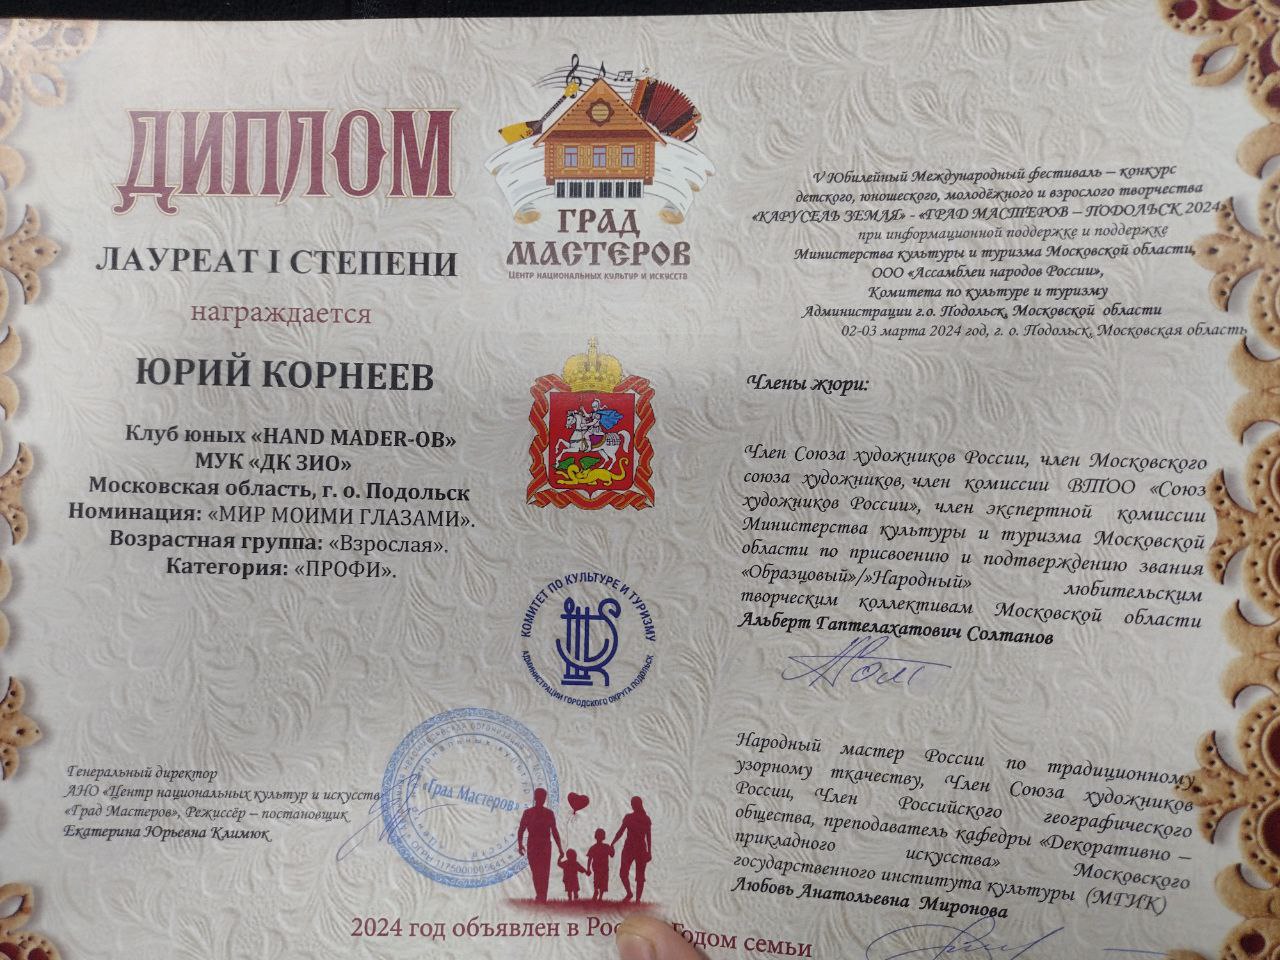 ДИПЛОМ
ЛАУРЕАТ I СТЕПЕНИ
награждается
ЮРИЙ КОРНЕЕВ
Клуб юных «HAND MADER-ОВ»
МУК «ДК ЗИО»
Московская область, г. о. Подольск
Номинация: «МИР МОИМИ ГЛАЗАМИ».
Возрастная группа: «Взрослая».
Категория: «ПРОФИ».
Генеральный директор
АНО «Центр национальных культур и искусств
«Град Мастеров», Режиссёр – постановщик
Екатерина Юрьевна Климюк
ГРАД
МАСТЕРОВ
ЦЕНТР НАЦИОНАЛЬНЫХ КУЛЬТУР И ИСКУССТВ
КОМИТЕТ ПО КУЛЬТУРЕ И ТУРИЗМУ
АДМИНИСТРАЦИИ ГОРОДСКОГО ОКРУГА ПОДОЛЬСК
«Град Мастеров»
2024 год объявлен в Годом семьи
V Юбилейный Международный фестиваль – конкурс
детского, юношеского, молодёжного и взрослого творчества
«КАРУСЕЛЬ ЗЕМЛЯ» - «ГРАД МАСТЕРОВ – ПОДОЛЬСК 2024»
при информационной поддержке и поддержке
Министерства культуры и туризма Московской области,
ООО «Ассамблеи народов России»,
Комитета по культуре и туризму
Администрации г.о. Подольск, Московской области
02-03 марта 2024 год, г. о. Подольск, Московская область
Члены жюри:
Член Союза художников России, член Московского
союза художников, член комиссии ВТОО «Союз
художников России», член экспертной комиссии
Министерства культуры и туризма Московской
области по присвоению и подтверждению звания
«Образцовый»/»Народный» любительским
творческим коллективам Московской области
Альберт Гаптелахатович Солтанов
Народный мастер России по традиционному
узорному ткачеству, Член Союза художников
России, Член Российского географического
общества, преподаватель кафедры «Декоративно –
прикладного искусства» Московского
государственного института культуры (МГИК)
Любовь Анатольевна Миронова